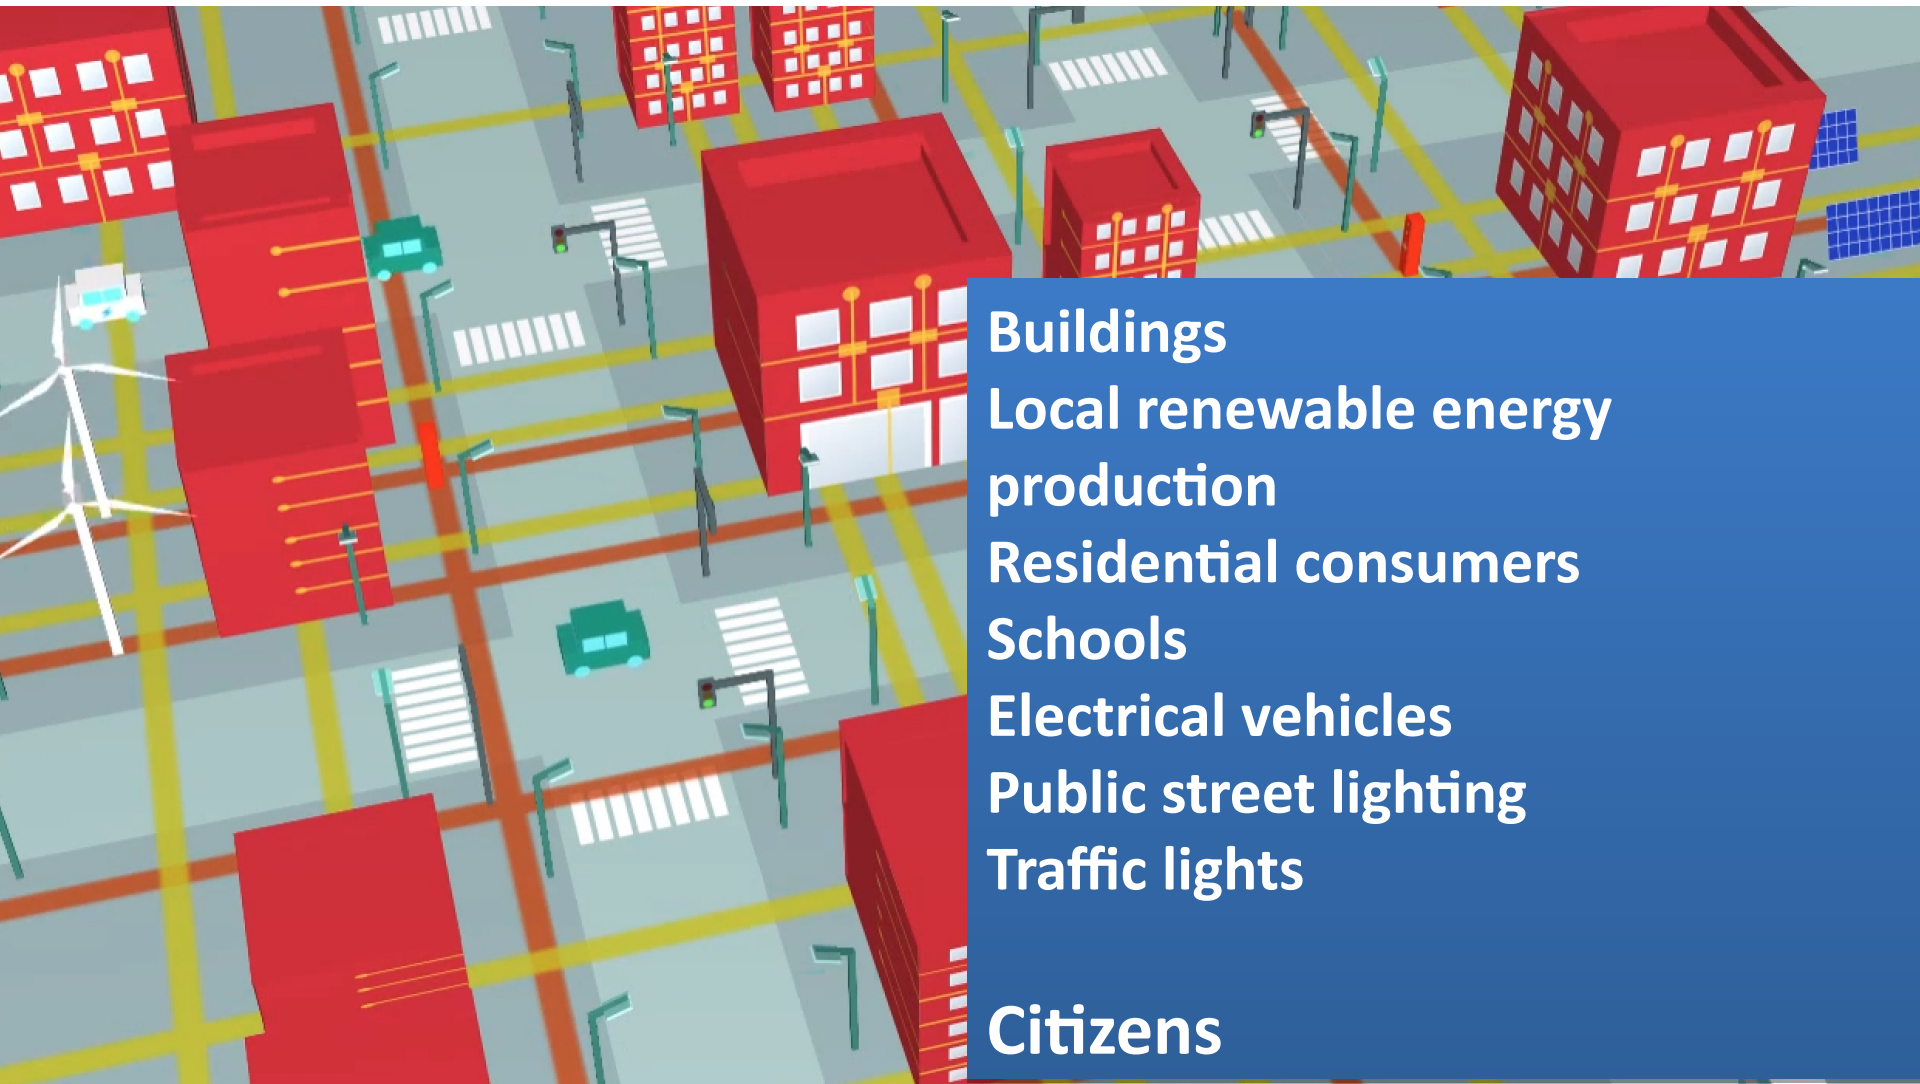 Buildings
Local renewable energy
production
Residential consumers
Schools
Electrical vehicles
Public street lighting
Traffic lights
Citizens